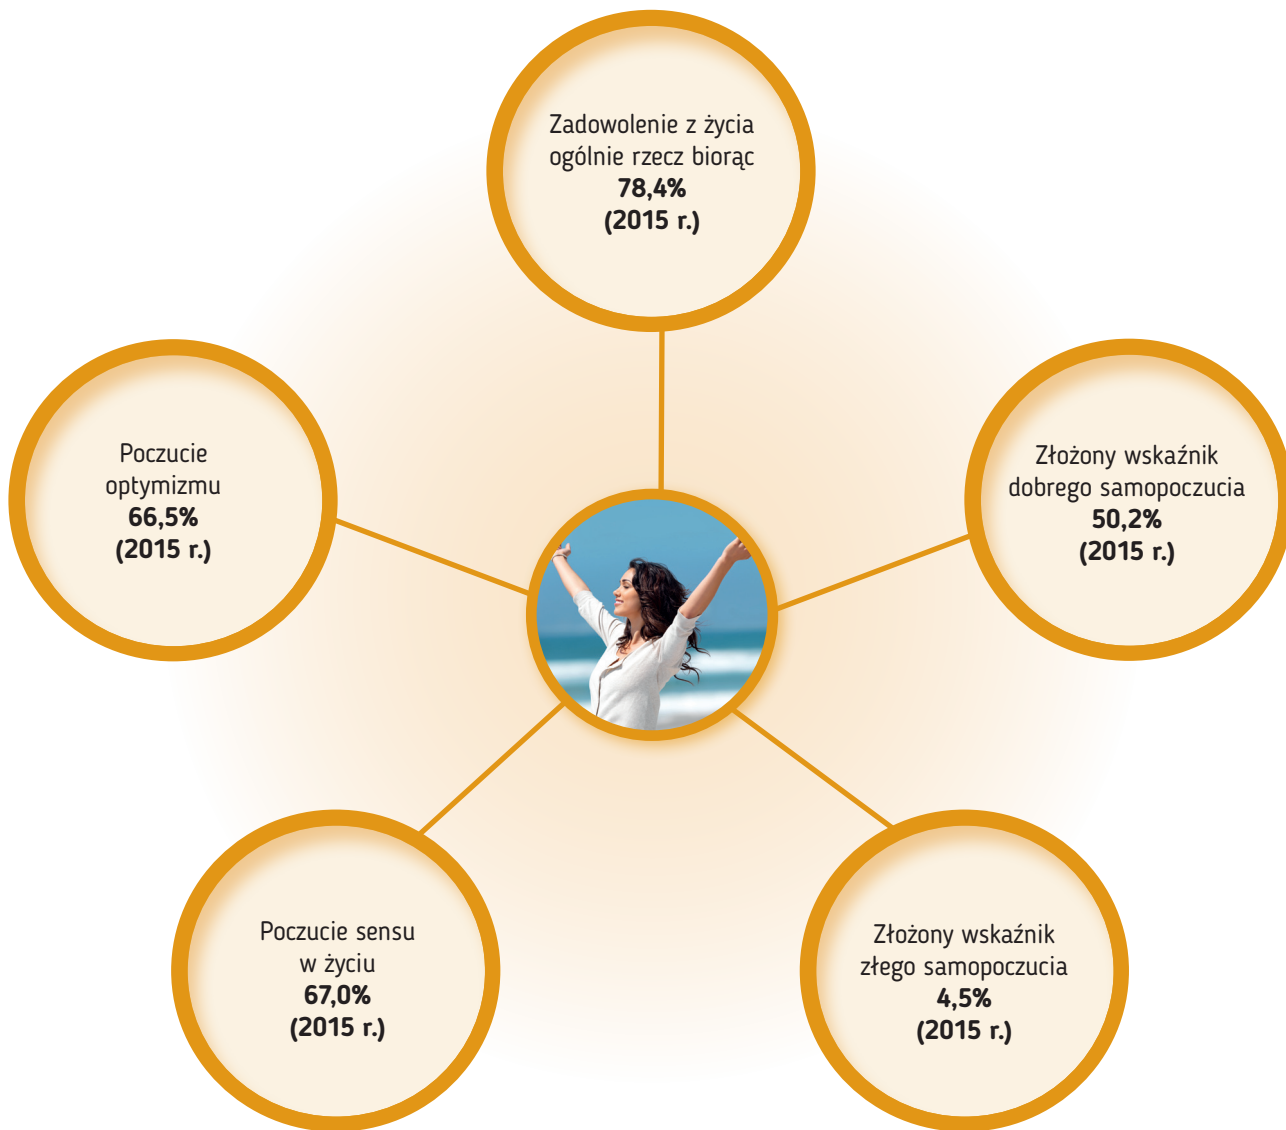 Zadowolenie z życia
ogólnie rzecz biorąc
78,4%
(2015 r.)
Poczucie
optymizmu
66,5%
(2015 r.)
Złożony wskaźnik
dobrego samopoczucia
50,2%
(2015 r.)
Poczucie sensu
w życiu
67,0%
(2015 r.)
Złożony wskaźnik
złego samopoczucia
4,5%
(2015 r.)